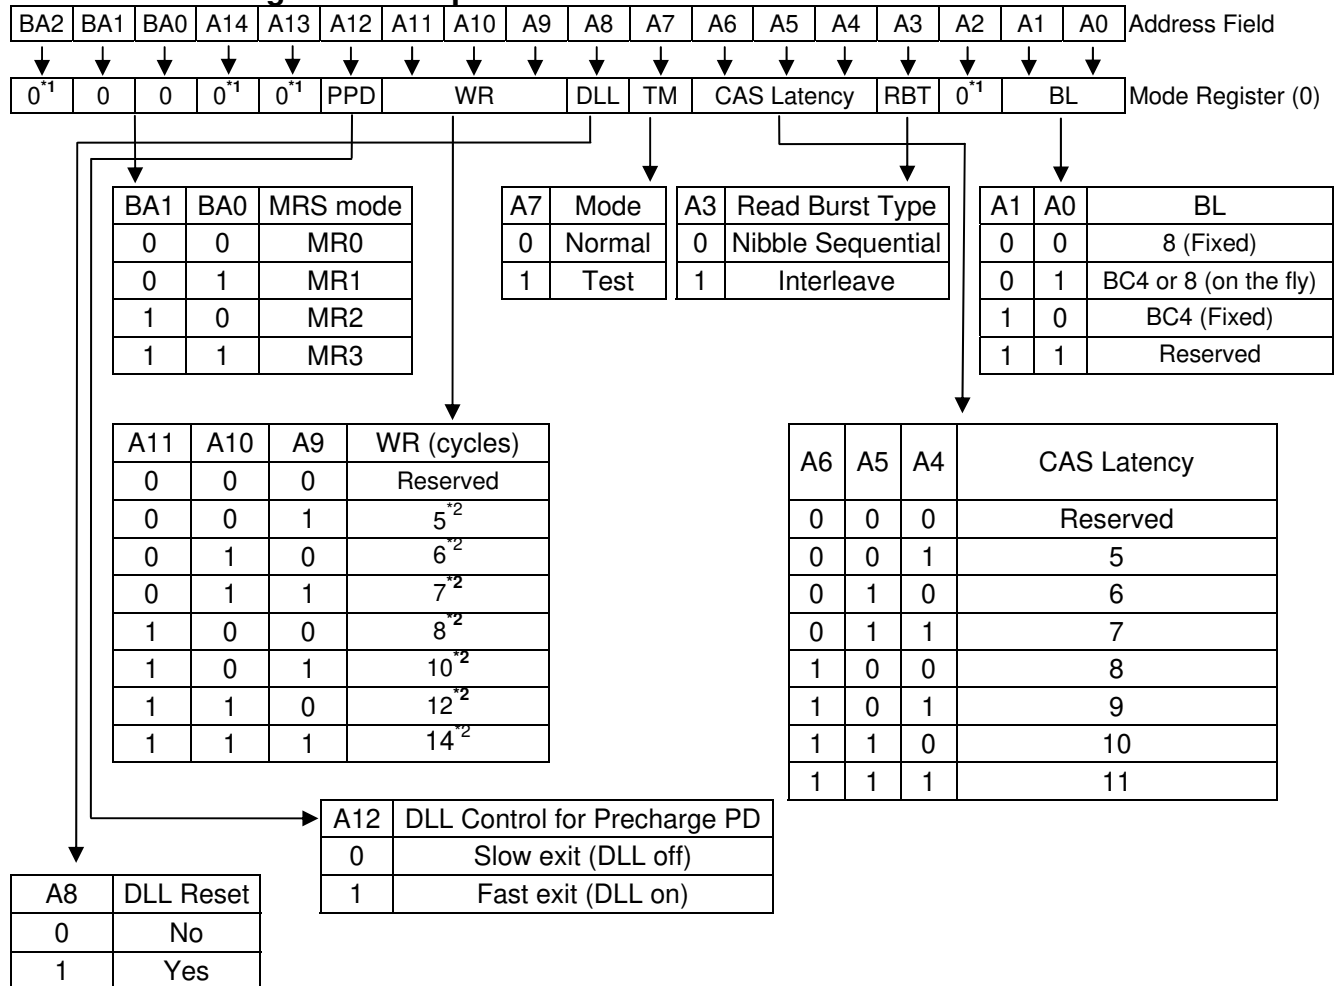 BA2 BA1 BA0 A14 A13 A12 A11 A10 A9 A8 A7 A6 A5 A4 A3 A2 A1 A0 Address Field
0*1 0 0 0*1 0*1 PPD WR DLL TM CAS Latency RBT 0*1 BL Mode Register (0)
BA1 BA0 MRS mode
0 0 MR0
0 1 MR1
1 0 MR2
1 1 MR3
A7 Mode
0 Normal
1 Test
A3 Read Burst Type
0 Nibble Sequential
1 Interleave
A1 A0 BL
0 0 8 (Fixed)
0 1 BC4 or 8 (on the fly)
1 0 BC4 (Fixed)
1 1 Reserved
A11 A10 A9 WR (cycles)
0 0 0 Reserved
0 0 1 5*2
0 1 0 6*2
0 1 1 7*2
1 0 0 8*2
1 0 1 10*2
1 1 0 12*2
1 1 1 14*2
A6 A5 A4 CAS Latency
0 0 0 Reserved
0 0 1 5
0 1 0 6
0 1 1 7
1 0 0 8
1 0 1 9
1 1 0 10
1 1 1 11
A12 DLL Control for Precharge PD
0 Slow exit (DLL off)
1 Fast exit (DLL on)
A8 DLL Reset
0 No
1 Yes